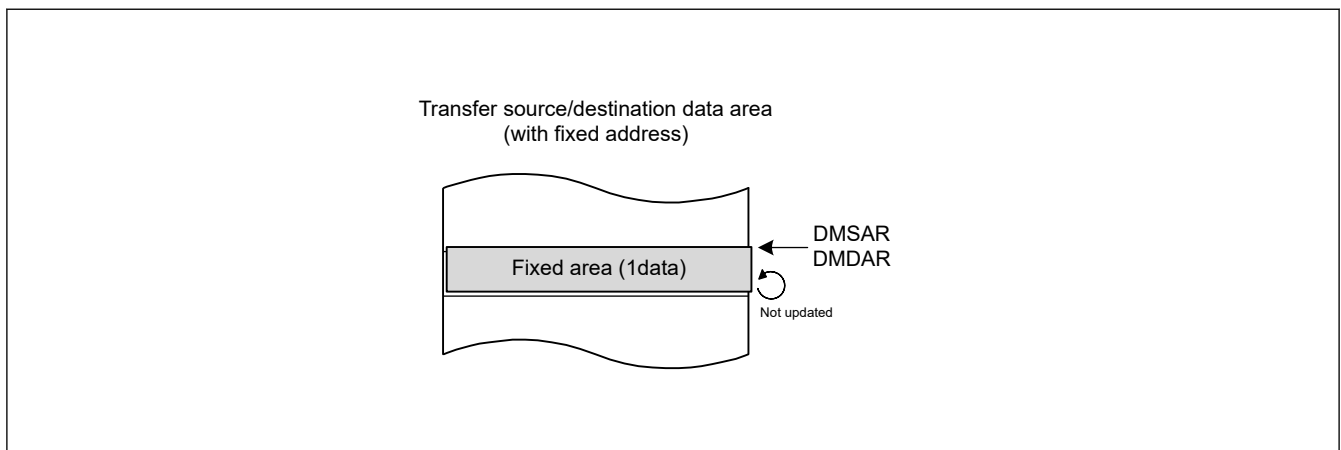 Transfer source/destination data area
(with fixed address)
DMSAR
DMDAR
Fixed area (1data)
Not updated